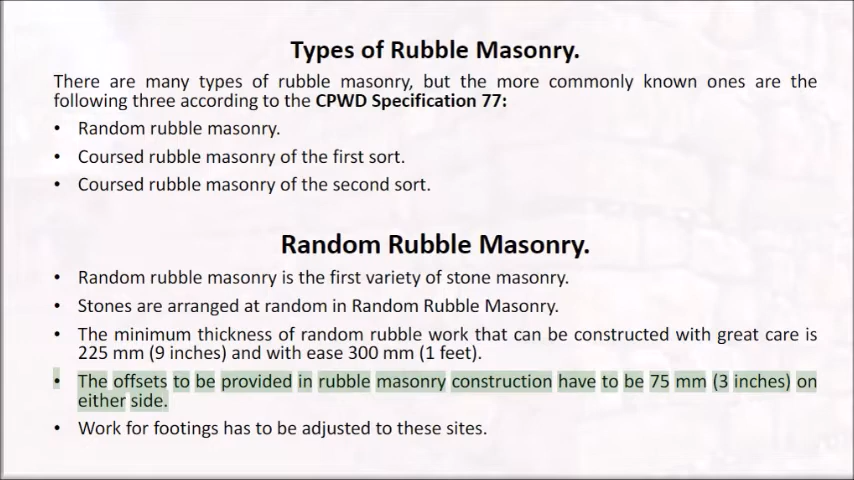 Types of Rubble Masonry.
There are many types of rubble masonry, but the more commonly known ones are the
following three according to the CPWD Specification 77:
• Random rubble masonry.
• Coursed rubble masonry of the first sort.
• Coursed rubble masonry of the second sort.
Random Rubble Masonry.
• Random rubble masonry is the first variety of stone masonry.
• Stones are arranged at random in Random Rubble Masonry.
• The minimum thickness of random rubble work that can be constructed with great care is
225 mm (9 inches) and with ease 300 mm (1 feet).
• The offsets to be provided in rubble masonry construction have to be 75 mm (3 inches) on
either side.
• Work for footings has to be adjusted to these sites.